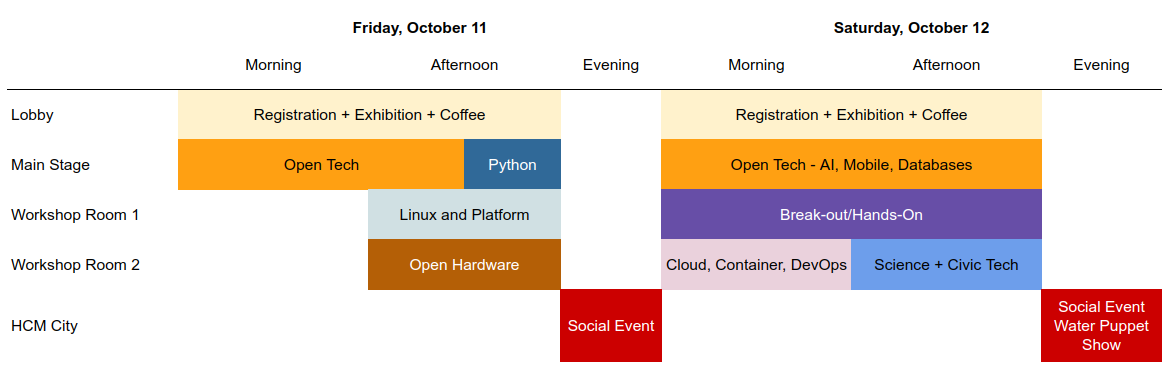 Friday, October 11
Saturday, October 12
Morning
Afternoon
Evening
Morning
Afternoon
Evening
Lobby
Registration + Exhibition + Coffee
Registration + Exhibition + Coffee
Main Stage
Open Tech
Python
Open Tech - AI, Mobile, Databases
Workshop Room 1
Linux and Platform
Break-out/Hands-On
Workshop Room 2
Open Hardware
Cloud, Container, DevOps
Science + Civic Tech
HCM City
Social Event
Social Event
Water Puppet
Show